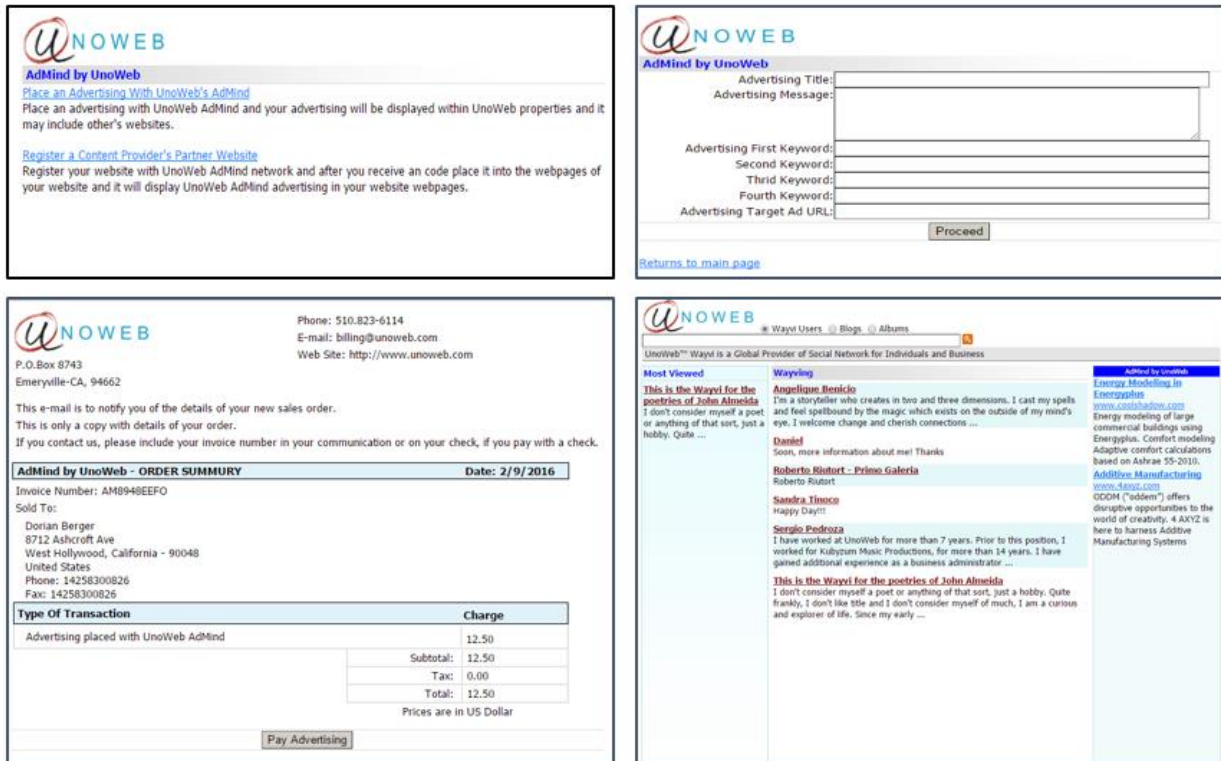 UNOWEB
AdMind by UnoWeb
Place an Advertising With UnoWeb's AdMind
Place an advertising with UnoWeb AdMind and your advertising will be displayed within UnoWeb properties and it
may include other's websites.
Register a Content Provider's Partner Website
Register your website with UnoWeb AdMind network and after you receive an code place it into the webpages of
your website and it will display UnoWeb AdMind advertising in your website webpages.
UNOWEB
AdMind by UnoWeb
Advertising Title:
Advertising Message:
Advertising First Keyword:
Second Keyword:
Thrid Keyword:
Fourth Keyword:
Advertising Target Ad URL:
Proceed
Returns to main page
UNOWEB
Phone: 510.823-6114
E-mail: billing@unoweb.com
Web Site: http://www.unoweb.com
P.O.Box 8743
Emeryville-CA, 94662
This e-mail is to notify you of the details of your new sales order.
This is only a copy with details of your order.
If you contact us, please include your invoice number in your communication or on your check, if you pay with a check.
AdMind by UnoWeb - ORDER SUMMURY Date: 2/9/2016
Invoice Number: AM8948EEFO
Sold To:
Dorian Berger
8712 Ashcroft Ave
West Hollywood, California - 90048
United States
Phone: 14258300826
Fax: 14258300826
Type Of Transaction Charge
Advertising placed with UnoWeb AdMind 12.50
Subtotal: 12.50
Tax: 0.00
Total: 12.50
Prices are in US Dollar
Pay Advertising
UNOWEB
Wayvi Users Blogs Albums
UnoWeb™ Wayvi is a Global Provider of Social Network for Individuals and Business
Most Viewed
This is the Wayvi for the
poetries of John Almeida
I don't consider myself a poet
or anything of that sort, just a
hobby. Quite ...
Wayving
Angelique Benicio
I'm a storyteller who creates in two and three dimensions. I cast my spells
and feel spellbound by the magic which exists on the outside of my mind's
eye. I welcome change and cherish connections ...
Daniel
Soon, more information about me! Thanks
Roberto Riutort - Primo Galeria
Roberto Riutort
Sandra Tinoco
Happy Day!!!
Sergio Pedroza
I have worked at UnoWeb for more than 7 years. Prior to this position, I
worked for Kubyzum Music Productions, for more than 14 years. I have
gained additional experience as a business administrator ...
This is the Wayvi for the poetries of John Almeida
I don't consider myself a poet or anything of that sort, just a hobby. Quite
frankly, I don't like title and I don't consider myself of much, I am a curious
and explorer of life. Since my early ...
AdMind by UnoWeb
Energy Modeling in
Energyplus
www.coolshadow.com
Energy modeling of large
commercial buildings using
Energyplus. Comfort modeling
Adaptive comfort calculations
based on Ashrae 55-2010.
Additive Manufacturing
www.4axyz.com
ODDM ("oddem") offers
disruptive opportunities to the
world of creativity. 4 AXYZ is
here to harness Additive
Manufacturing Systems